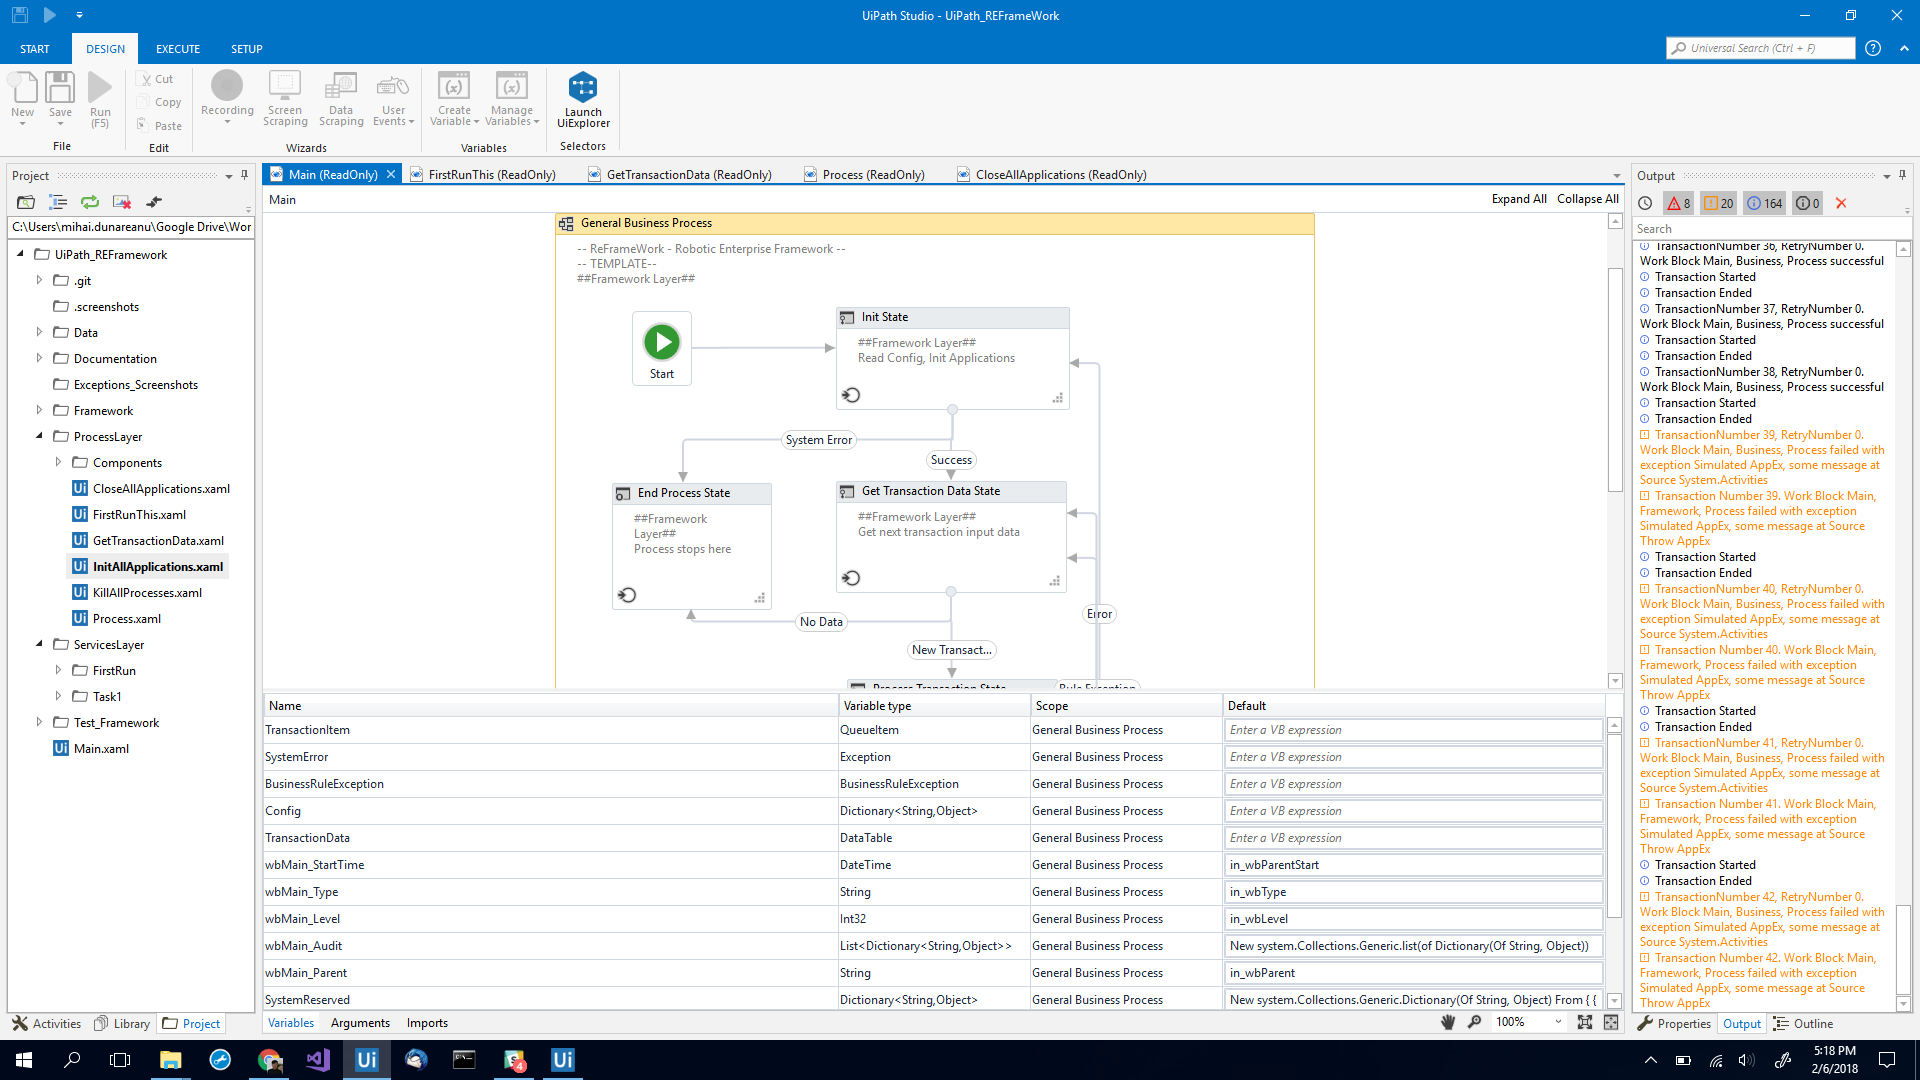 UiPath Studio - UiPath_REFrameWork
START
DESIGN
EXECUTE
SETUP
Universal Search (Ctrl + F)
New
Save
Run
(F5)
File
Cut
Copy
Paste
Edit
Recording
Screen
Scraping
Data
Scraping
User
Events
Wizards
Create
Variable
Manage
Variables
Variables
Launch
UiExplorer
Selectors
Project
C:\Users\mihai.dunareanu\Google Drive\Wor
UiPath_REFramework
.git
.screenshots
Data
Documentation
Exceptions_Screenshots
Framework
ProcessLayer
Components
CloseAllApplications.xaml
FirstRunThis.xaml
GetTransactionData.xaml
InitAllApplications.xaml
KillAllProcesses.xaml
Process.xaml
ServicesLayer
FirstRun
Task1
Test_Framework
Main.xaml
Activities
Library
Project
Main (ReadOnly)
FirstRunThis (ReadOnly)
GetTransactionData (ReadOnly)
Process (ReadOnly)
CloseAllApplications (ReadOnly)
Main
Expand All
Collapse All
General Business Process
-- ReFrameWork - Robotic Enterprise Framework --
-- TEMPLATE--
##Framework Layer##
Start
Init State
##Framework Layer##
Read Config, Init Applications
System Error
Success
End Process State
##Framework
Layer##
Process stops here
Get Transaction Data State
##Framework Layer##
Get next transaction input data
No Data
Error
New Transact...
Process Transaction State
Rule Exception
Name Variable type Scope Default
TransactionItem QueueItem General Business Process Enter a VB expression
SystemError Exception General Business Process Enter a VB expression
BusinessRuleException BusinessRuleException General Business Process Enter a VB expression
Config Dictionary<String,Object> General Business Process Enter a VB expression
TransactionData DataTable General Business Process Enter a VB expression
wbMain_StartTime DateTime General Business Process in_wbParentStart
wbMain_Type String General Business Process in_wbType
wbMain_Level Int32 General Business Process in_wbLevel
wbMain_Audit List<Dictionary<String,Object>> General Business Process New system.Collections.Generic.list(of Dictionary(Of String, Object))
wbMain_Parent String General Business Process in_wbParent
SystemReserved Dictionary<String,Object> General Business Process New system.Collections.Generic.Dictionary(Of String, Object) From { {
Variables
Arguments
Imports
100%
Output
8
20
164
0
Search
TransactionNumber 36, RetryNumber 0.
Work Block Main, Business, Process successful
Transaction Started
Transaction Ended
TransactionNumber 37, RetryNumber 0.
Work Block Main, Business, Process successful
Transaction Started
Transaction Ended
TransactionNumber 38, RetryNumber 0.
Work Block Main, Business, Process successful
Transaction Started
Transaction Ended
TransactionNumber 39, RetryNumber 0.
Work Block Main, Business, Process failed with
exception Simulated AppEx, some message at
Source System.Activities
Transaction Number 39. Work Block Main,
Framework, Process failed with exception
Simulated AppEx, some message at Source
Throw AppEx
Transaction Started
Transaction Ended
TransactionNumber 40, RetryNumber 0.
Work Block Main, Business, Process failed with
exception Simulated AppEx, some message at
Source System.Activities
Transaction Number 40. Work Block Main,
Framework, Process failed with exception
Simulated AppEx, some message at Source
Throw AppEx
Transaction Started
Transaction Ended
TransactionNumber 41, RetryNumber 0.
Work Block Main, Business, Process failed with
exception Simulated AppEx, some message at
Source System.Activities
Transaction Number 41. Work Block Main,
Framework, Process failed with exception
Simulated AppEx, some message at Source
Throw AppEx
Transaction Started
Transaction Ended
TransactionNumber 42, RetryNumber 0.
Work Block Main, Business, Process failed with
exception Simulated AppEx, some message at
Source System.Activities
Transaction Number 42. Work Block Main,
Framework, Process failed with exception
Simulated AppEx, some message at Source
Throw AppEx
Properties
Output
Outline
5:18 PM
2/6/2018